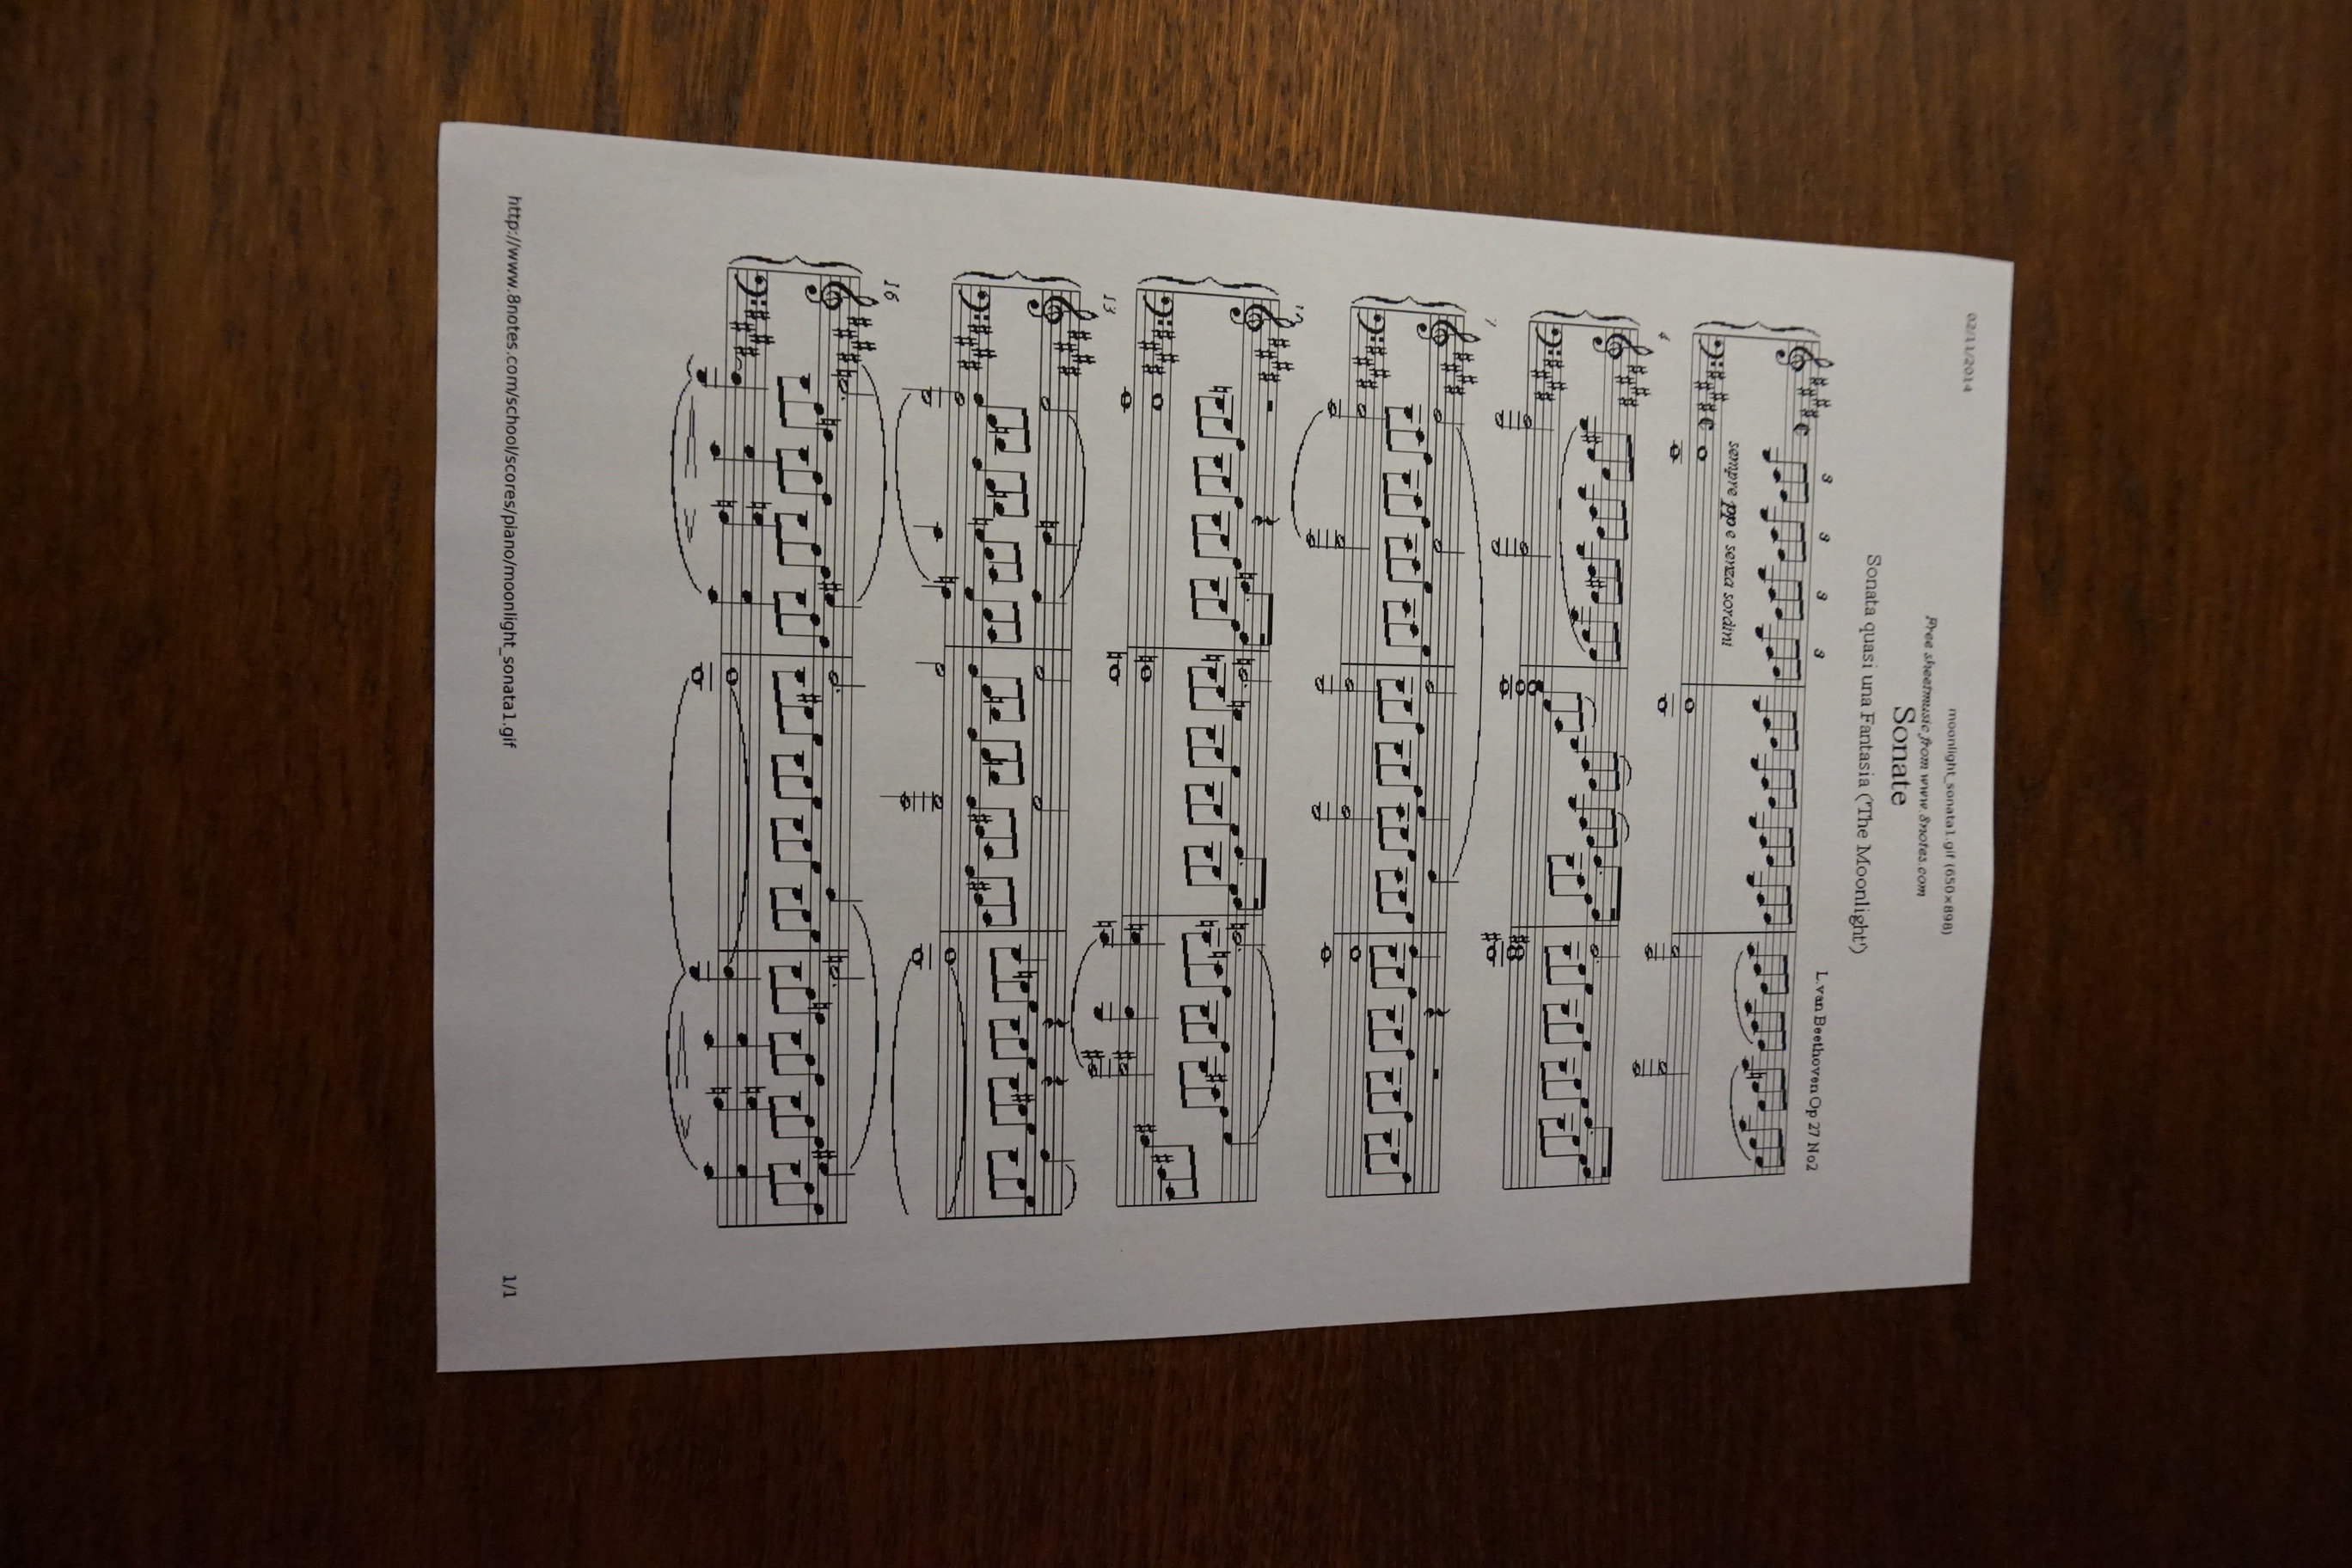 02/11/2014
moonlight_sonata1.gif (650×898)
Free sheetmusic from www.8notes.com
Sonate
Sonata quasi una Fantasia ('The Moonlight')
L.van Beethoven Op 27 No2
3 3 3 3
sempre pp e senza sordini
4
7
13
16
http://www.8notes.com/school/scores/piano/moonlight_sonata1.gif 1/1